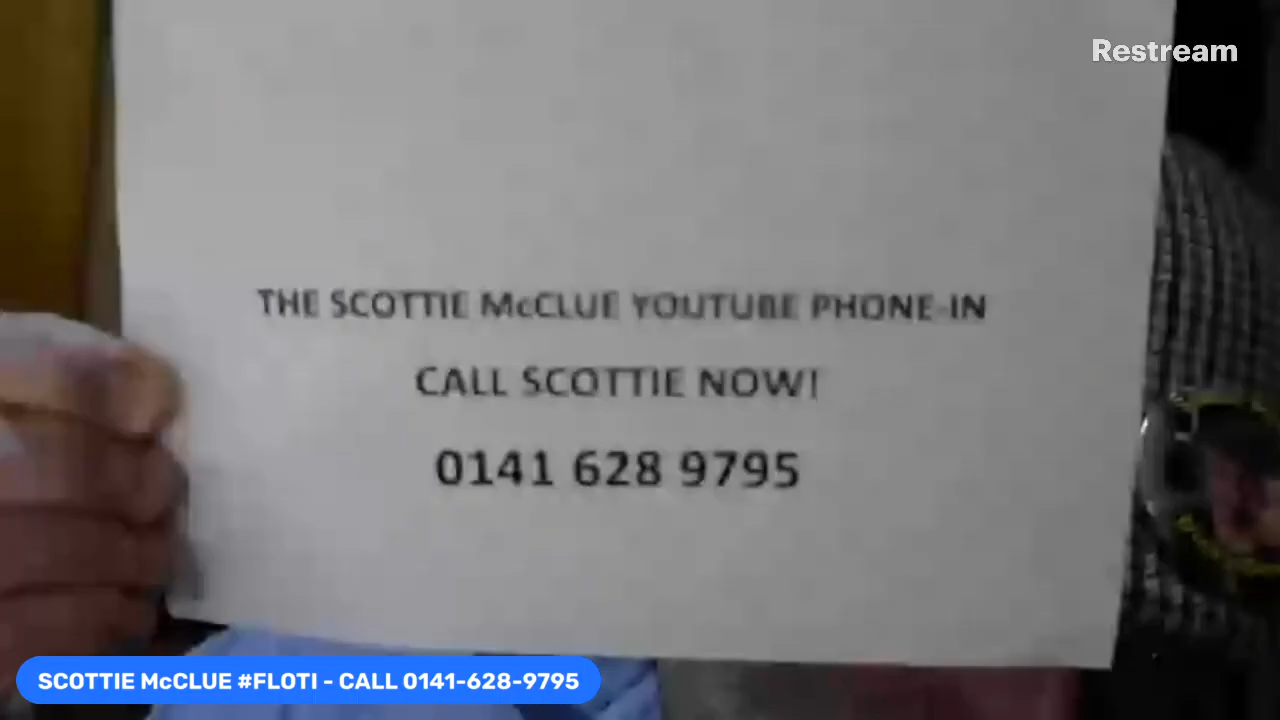 Restream
THE SCOTTIE McCLUE YOUTUBE PHONE-IN
CALL SCOTTIE NOW!
0141 628 9795
SCOTTIE McCLUE #FLOTI - CALL 0141-628-9795